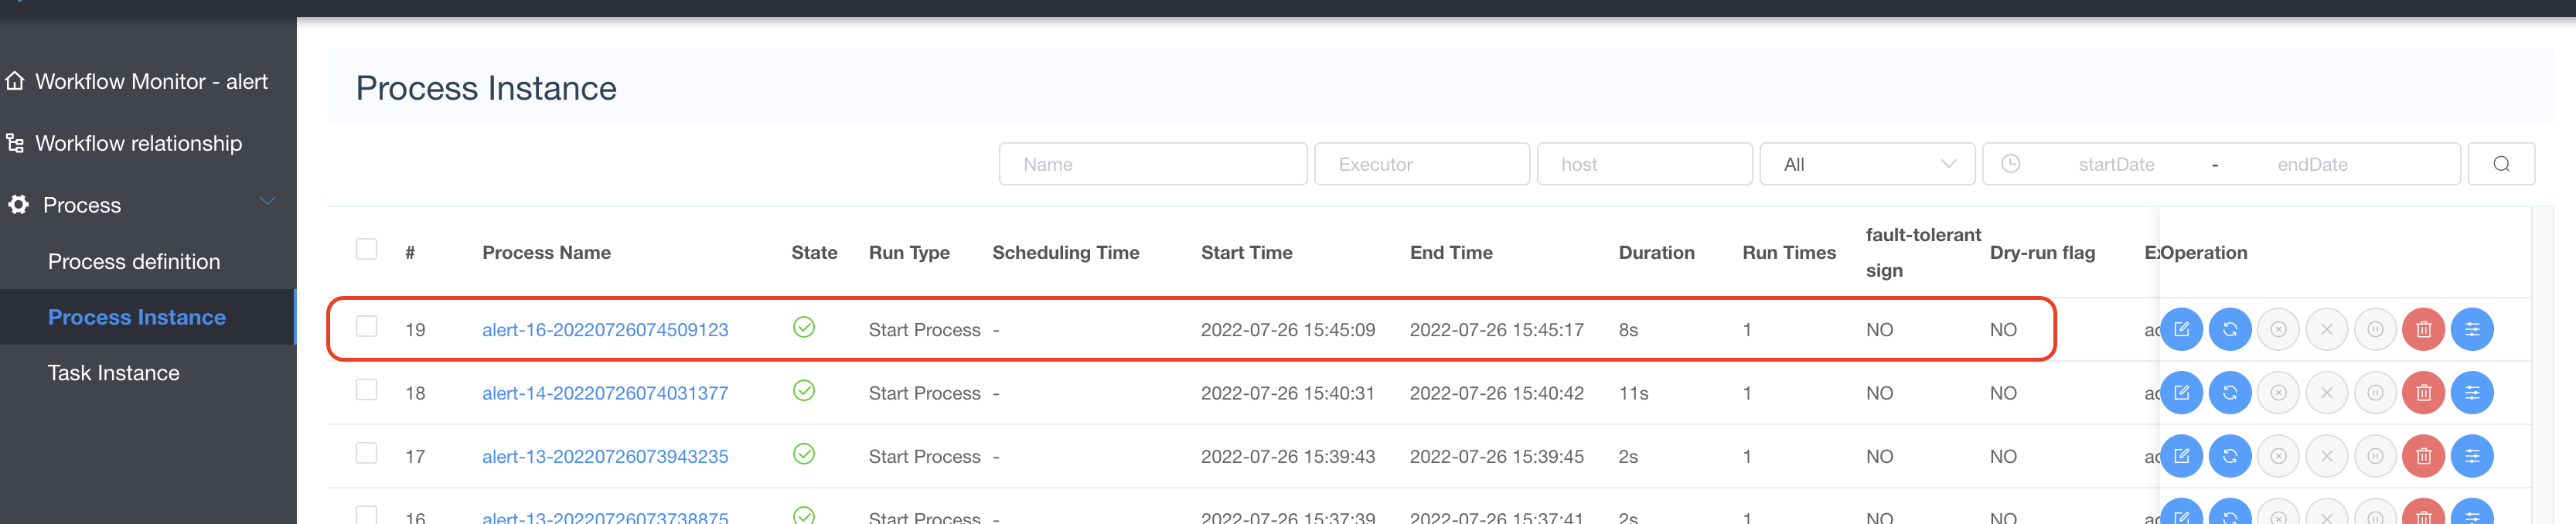 Workflow Monitor - alert
Workflow relationship
Process
Process definition
Process Instance
Task Instance
Process Instance
Name Executor host All startDate - endDate
# Process Name State Run Type Scheduling Time Start Time End Time Duration Run Times fault-tolerant sign Dry-run flag Operation
19 alert-16-20220726074509123 Start Process - 2022-07-26 15:45:09 2022-07-26 15:45:17 8s 1 NO NO
18 alert-14-20220726074031377 Start Process - 2022-07-26 15:40:31 2022-07-26 15:40:42 11s 1 NO NO
17 alert-13-20220726073943235 Start Process - 2022-07-26 15:39:43 2022-07-26 15:39:45 2s 1 NO NO
16 alert-13-20220726073738875 Start Process - 2022-07-26 15:37:39 2022-07-26 15:37:41 2s 1 NO NO